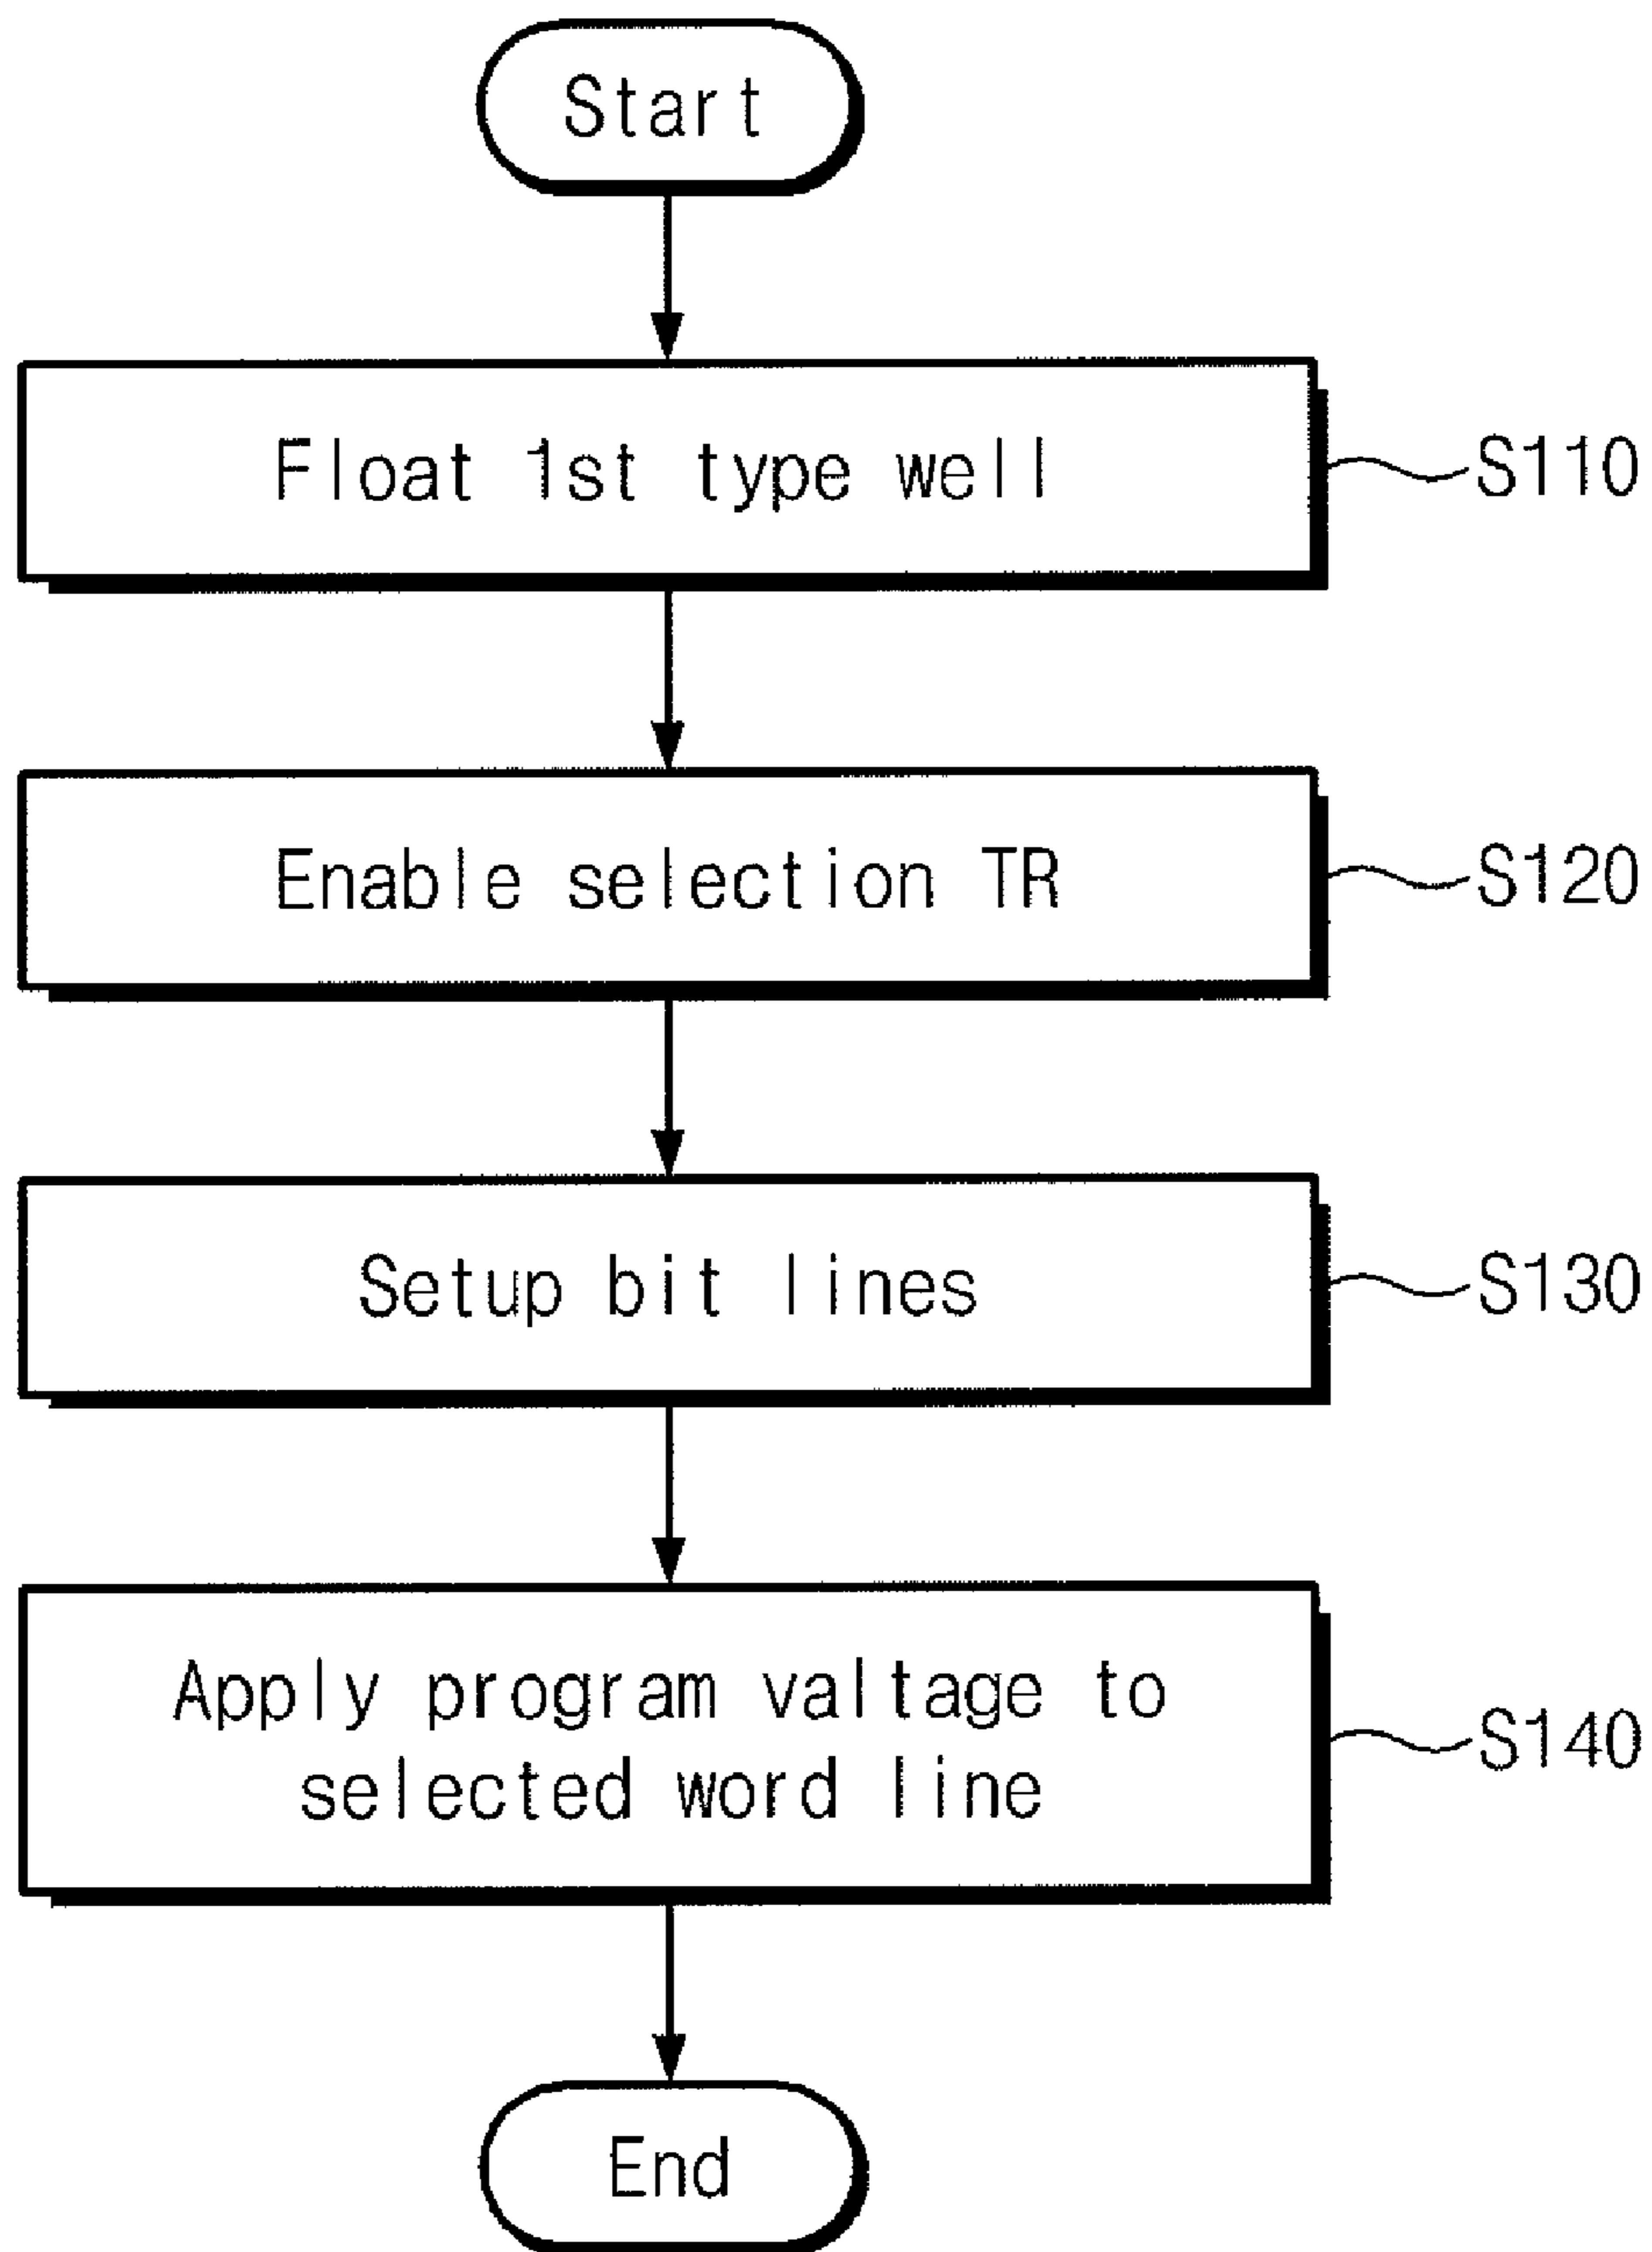 Start
Float 1st type well
S110
Enable selection TR
S120
Setup bit lines
S130
Apply program valtage to
selected word line
S140
End